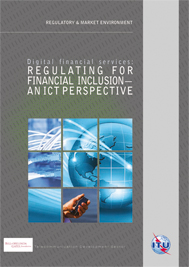 REGULATORY & MARKET ENVIRONMENT
Digital financial services:
REGULATING FOR
FINANCIAL INCLUSION—
AN ICT PERSPECTIVE
ITU